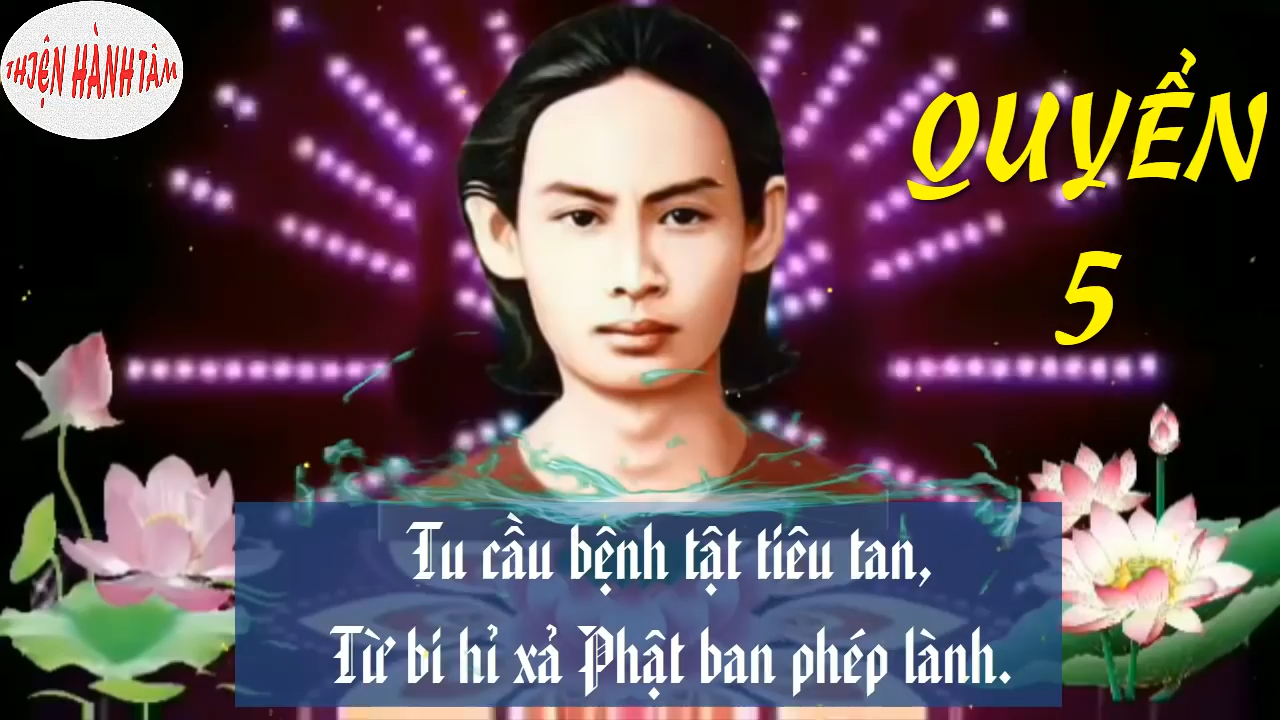 THIỆN HÀNH TÂM
QUYỂN
5
Tu cầu bệnh tật tiêu tan,
Từ bi hỉ xả Phật ban phép lành.